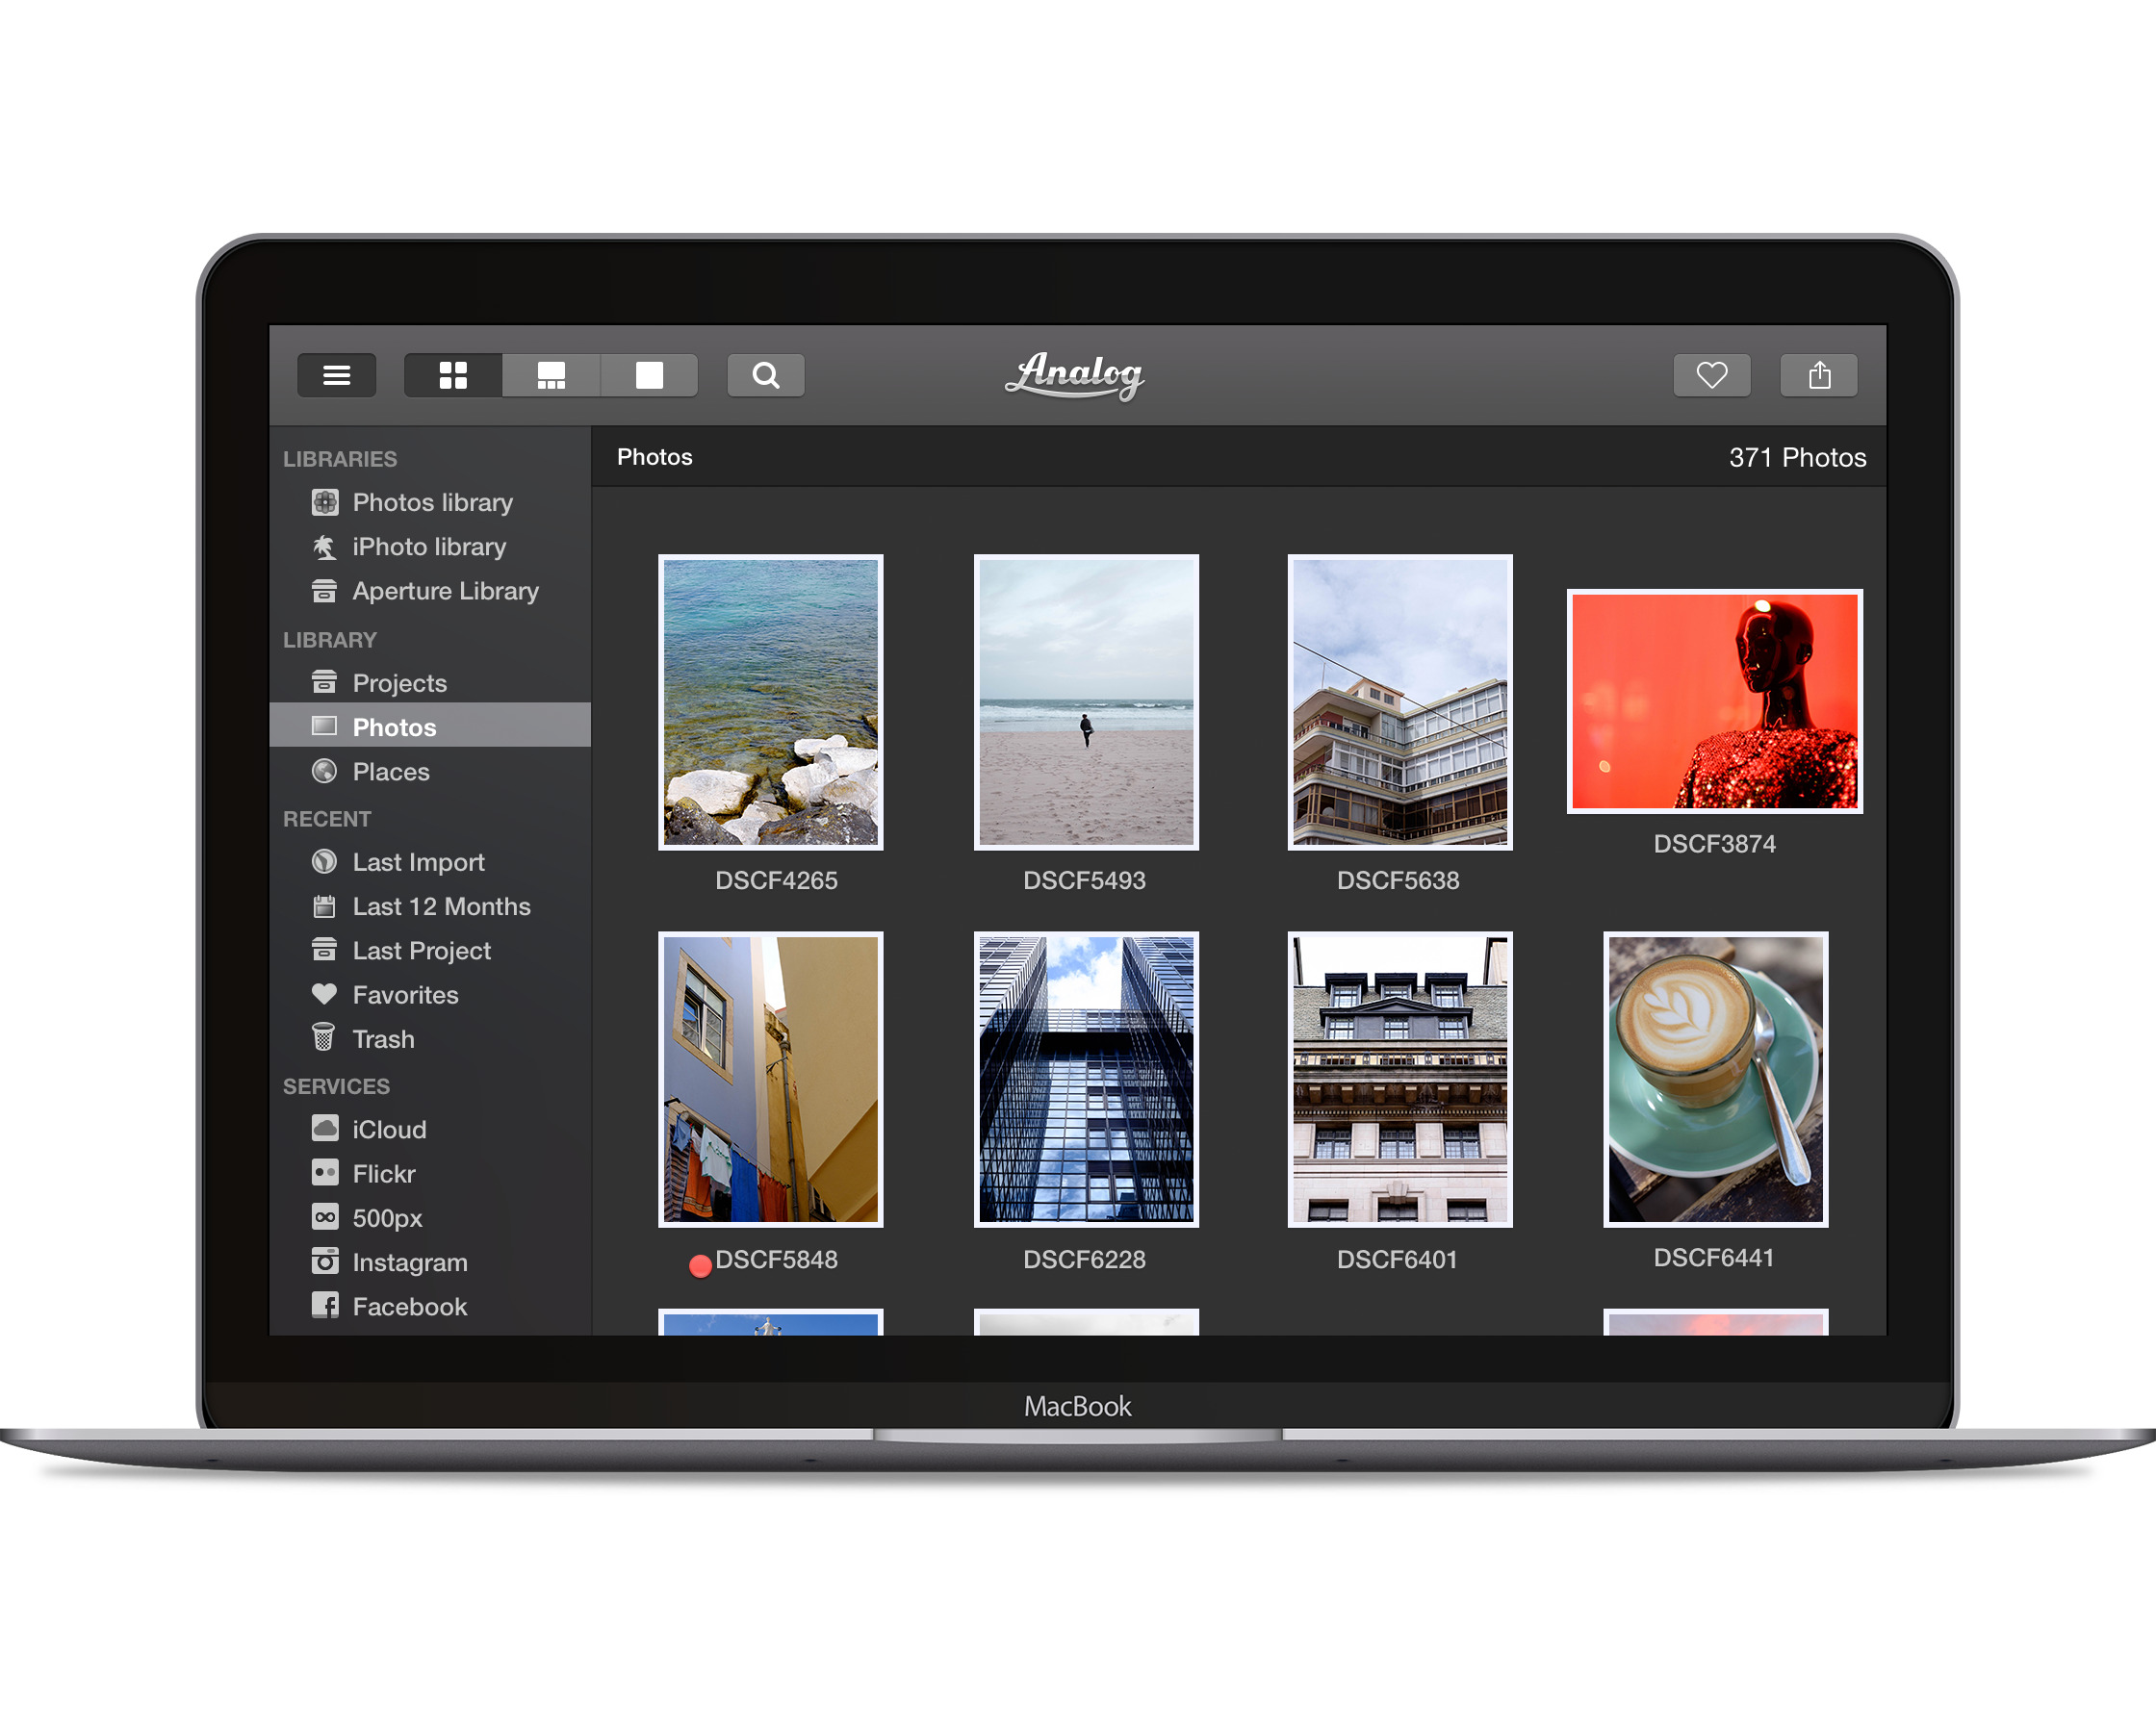 Analog
LIBRARIES
Photos library
iPhoto library
Aperture Library
LIBRARY
Projects
Photos
Places
RECENT
Last Import
Last 12 Months
Last Project
Favorites
Trash
SERVICES
iCloud
Flickr
500px
Instagram
Facebook
Photos
371 Photos
DSCF4265
DSCF5493
DSCF5638
DSCF3874
DSCF5848
DSCF6228
DSCF6401
DSCF6441
MacBook